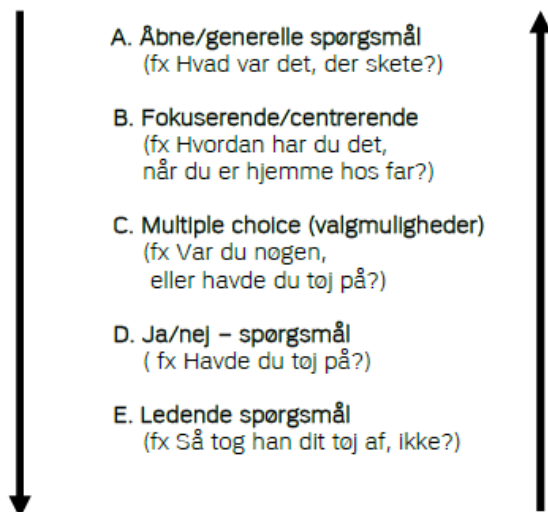 A. Åbne/generelle spørgsmål
(fx Hvad var det, der skete?)
B. Fokuserende/centrerende
(fx Hvordan har du det,
når du er hjemme hos far?)
C. Multiple choice (valgmuligheder)
(fx Var du nøgen,
eller havde du tøj på?)
D. Ja/nej – spørgsmål
( fx Havde du tøj på?)
E. Ledende spørgsmål
(fx Så tog han dit tøj af, ikke?)